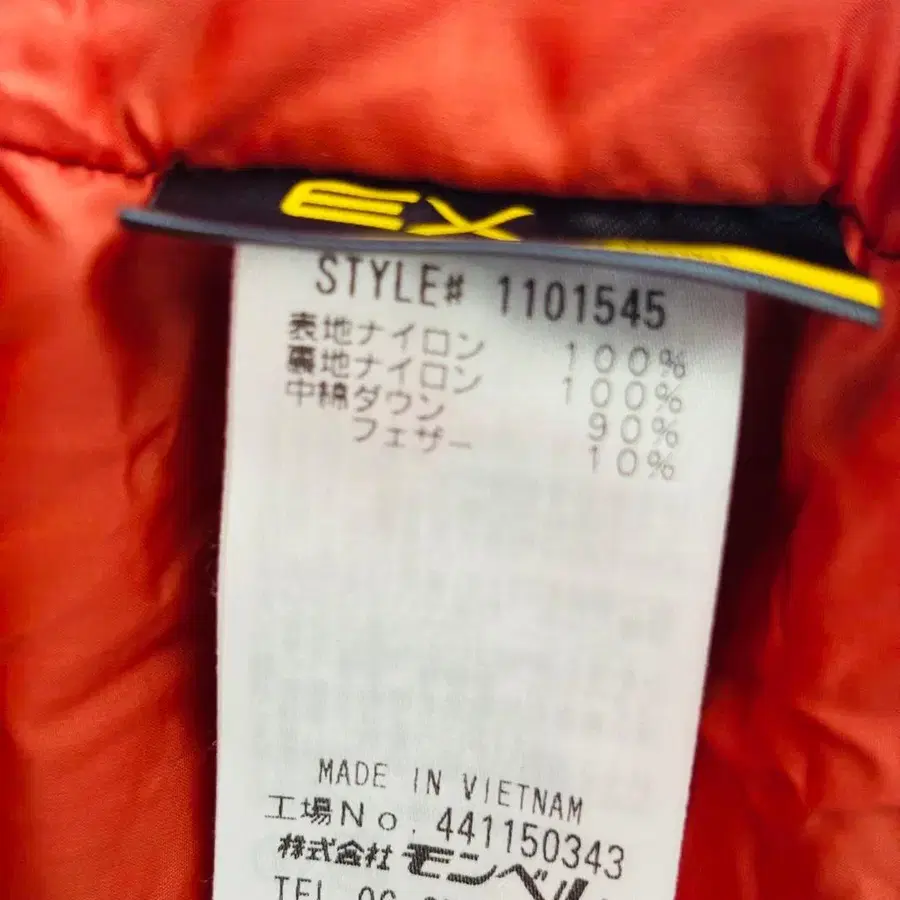 EX
STYLE# 1101545
表地ナイロン 100%
裏地ナイロン 100%
中綿ダウン 90%
フェザー 10%
MADE IN VIETNAM
工場No. 441150343
株式会社モンベル
TEL 06